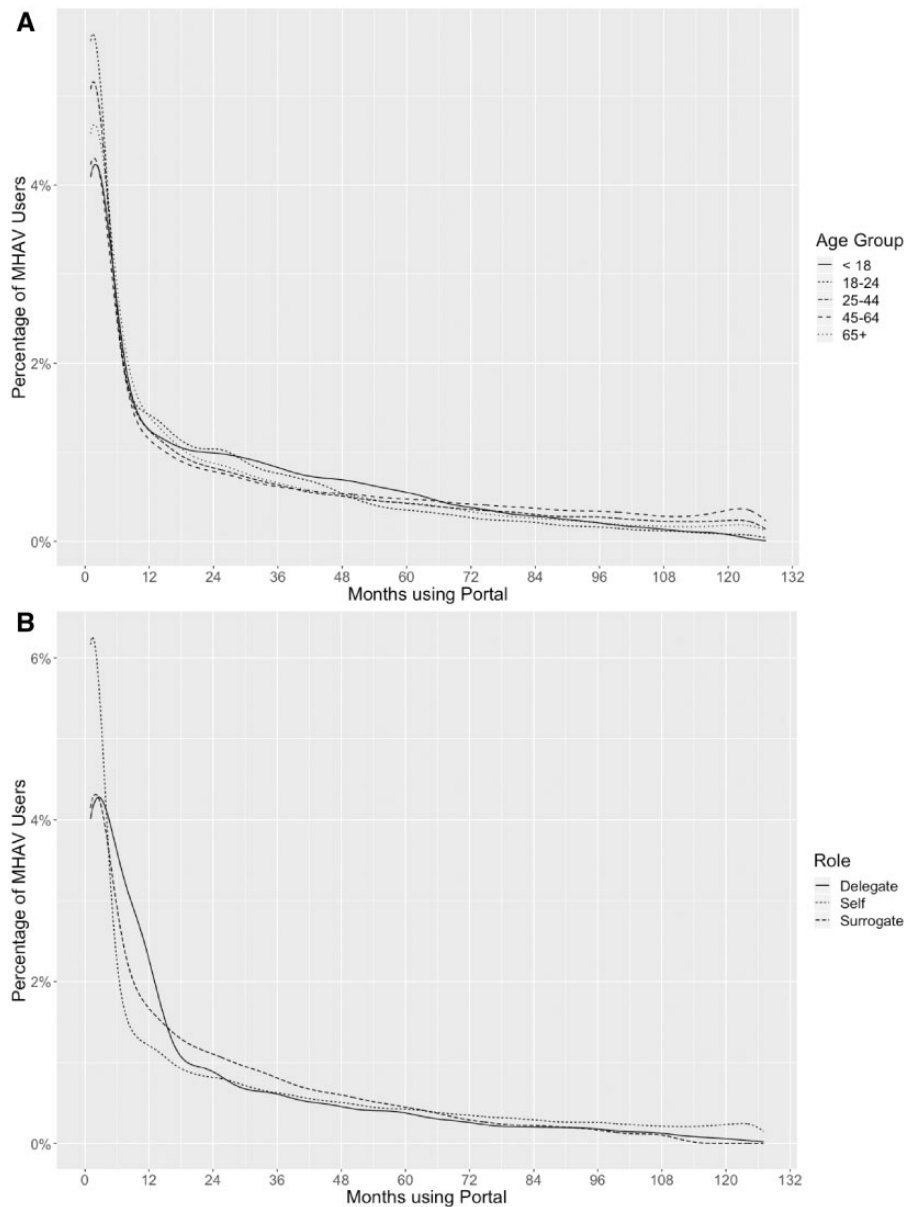 A
Percentage of MHAV Users
4%
2%
0%
0 12 24 36 48 60 72 84 96 108 120 132
Months using Portal
Age Group
< 18
18-24
25-44
45-64
65+
B
Percentage of MHAV Users
6%
4%
2%
0%
0 12 24 36 48 60 72 84 96 108 120 132
Months using Portal
Role
Delegate
Self
Surrogate